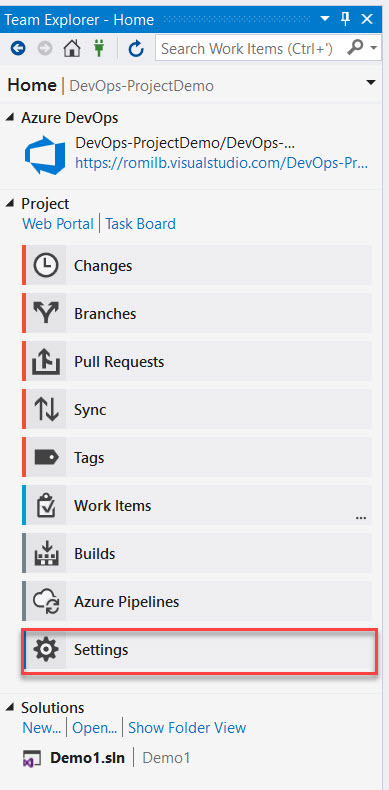 Team Explorer - Home
Search Work Items (Ctrl+')
Home | DevOps-ProjectDemo
Azure DevOps
DevOps-ProjectDemo/DevOps-...
https://romilb.visualstudio.com/DevOps-Pr...
Project
Web Portal | Task Board
Changes
Branches
Pull Requests
Sync
Tags
Work Items
...
Builds
Azure Pipelines
Settings
Solutions
New... | Open... | Show Folder View
Demo1.sln | Demo1